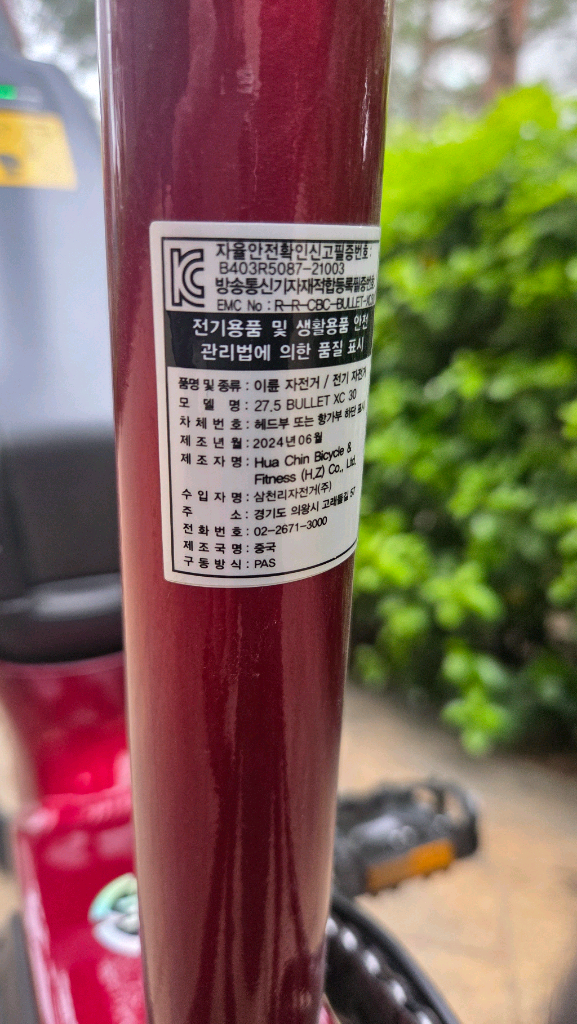 자율안전확인신고필증번호 :
B403R5087-21003
방송통신기자재적합등록필증번호
EMC No : R-R-CBC-BULLET-XC30
전기용품 및 생활용품 안전
관리법에 의한 품질 표시
품명 및 종류 : 이륜 자전거 / 전기 자전거
모 델 명 : 27.5 BULLET XC 30
차 체 번 호 : 헤드부 또는 항가부 하단 표시
제 조 년 월 : 2024년 06월
제 조 자 명 : Hua Chin Bicycle &
Fitness (H,Z) Co., Ltd.
수 입 자 명 : 삼천리자전거(주)
주 소 : 경기도 의왕시 고래들길 57
전 화 번 호 : 02-2671-3000
제 조 국 명 : 중국
구 동 방 식 : PAS